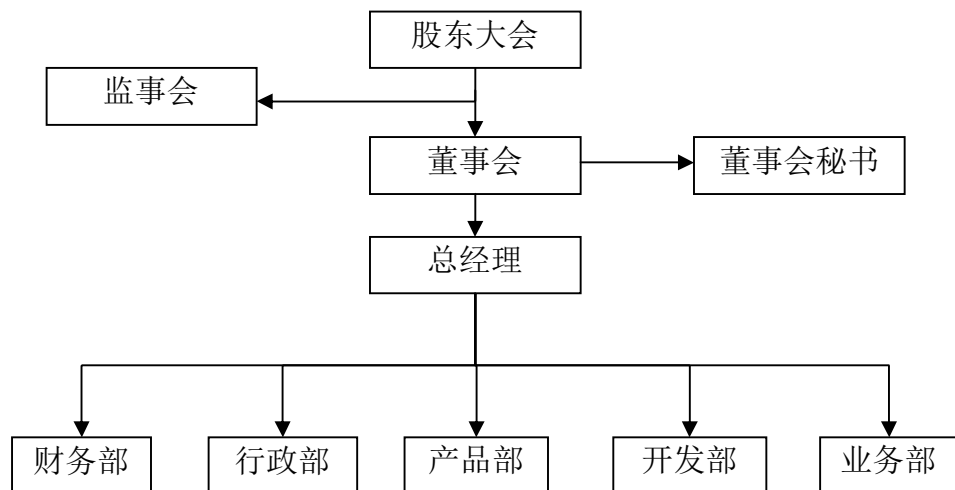 股东大会
监事会
董事会
董事会秘书
总经理
财务部
行政部
产品部
开发部
业务部